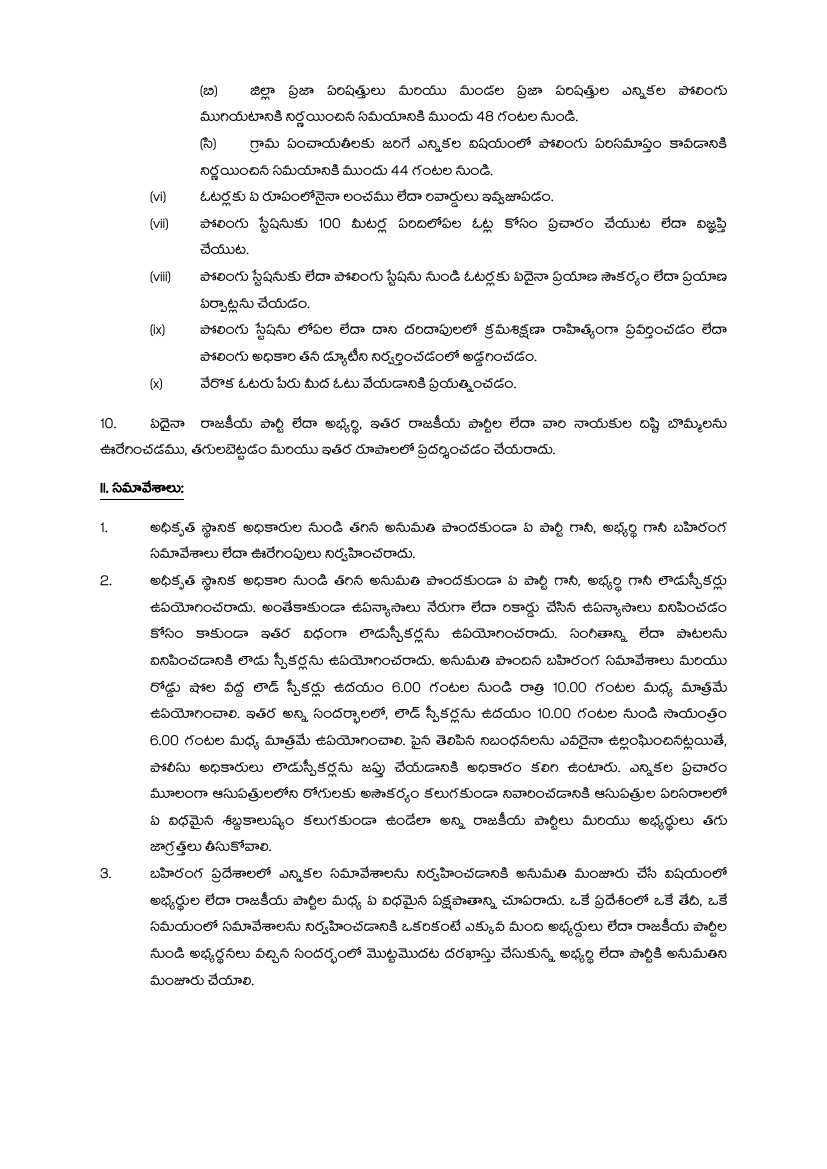 (బి) జిల్లా ప్రజా పరిషత్తులు మరియు మండల ప్రజా పరిషత్తుల ఎన్నికల పోలింగు
ముగియటానికి నిర్ణయించిన సమయానికి ముందు 48 గంటల నుండి.
(సి) గ్రామ పంచాయతీలకు జరిగే ఎన్నికల విషయంలో పోలింగు పరిసమాప్తం కావడానికి
నిర్ణయించిన సమయానికి ముందు 44 గంటల నుండి.
(vi) ఓటర్లకు ఏ రూపంలోనైనా లంచము లేదా రివార్డులు ఇవ్వజూపడం.
(vii) పోలింగు స్టేషనుకు 100 మీటర్ల పరిదిలోపల ఓట్ల కోసం ప్రచారం చేయుట లేదా విజ్ఞప్తి
చేయుట.
(viii) పోలింగు స్టేషనుకు లేదా పోలింగు స్టేషను నుండి ఓటర్లకు ఏదైనా ప్రయాణ సౌకర్యం లేదా ప్రయాణ
ఏర్పాట్లను చేయడం.
(ix) పోలింగు స్టేషను లోపల లేదా దాని దరిదాపులలో క్రమశిక్షణా రాహిత్యంగా ప్రవర్తించడం లేదా
పోలింగు అధికారి తన డ్యూటీని నిర్వర్తించడంలో అడ్డగించడం.
(x) వేరొక ఓటరు పేరు మీద ఓటు వేయడానికి ప్రయత్నించడం.
10. ఏదైనా రాజకీయ పార్టీ లేదా అభ్యర్థి, ఇతర రాజకీయ పార్టీల లేదా వారి నాయకుల దిష్టి బొమ్మలను
ఊరేగించడము, తగులబెట్టడం మరియు ఇతర రూపాలలో ప్రదర్శించడం చేయరాదు.
II. సమావేశాలు:
1. అధీకృత స్థానిక అధికారుల నుండి తగిన అనుమతి పొందకుండా ఏ పార్టీ గానీ, అభ్యర్థి గానీ బహిరంగ
సమావేశాలు లేదా ఊరేగింపులు నిర్వహించరాదు.
2. అధీకృత స్థానిక అధికారి నుండి తగిన అనుమతి పొందకుండా ఏ పార్టీ గానీ, అభ్యర్థి గానీ లౌడుస్పీకర్లు
ఉపయోగించరాదు. అంతేకాకుండా ఉపన్యాసాలు నేరుగా లేదా రికార్డు చేసిన ఉపన్యాసాలు వినిపించడం
కోసం కాకుండా ఇతర విధంగా లౌడుస్పీకర్లను ఉపయోగించరాదు. సంగీతాన్ని లేదా పాటలను
వినిపించడానికి లౌడు స్పీకర్లను ఉపయోగించరాదు. అనుమతి పొందిన బహిరంగ సమావేశాలు మరియు
రోడ్డు షోల వద్ద లౌడ్ స్పీకర్లు ఉదయం 6.00 గంటల నుండి రాత్రి 10.00 గంటల మధ్య మాత్రమే
ఉపయోగించాలి. ఇతర అన్ని సందర్భాలలో, లౌడ్ స్పీకర్లను ఉదయం 10.00 గంటల నుండి సాయంత్రం
6.00 గంటల మధ్య మాత్రమే ఉపయోగించాలి. పైన తెలిపిన నిబంధనలను ఎవరైనా ఉల్లంఘించినట్లయితే,
పోలీసు అధికారులు లౌడుస్పీకర్లను జప్తు చేయడానికి అధికారం కలిగి ఉంటారు. ఎన్నికల ప్రచారం
మూలంగా ఆసుపత్రులలోని రోగులకు అసౌకర్యం కలుగకుండా నివారించడానికి ఆసుపత్రుల పరిసరాలలో
ఏ విధమైన శబ్దకాలుష్యం కలుగకుండా ఉండేలా అన్ని రాజకీయ పార్టీలు మరియు అభ్యర్థులు తగు
జాగ్రత్తలు తీసుకోవాలి.
3. బహిరంగ ప్రదేశాలలో ఎన్నికల సమావేశాలను నిర్వహించడానికి అనుమతి మంజూరు చేసే విషయంలో
అభ్యర్థుల లేదా రాజకీయ పార్టీల మధ్య ఏ విధమైన పక్షపాతాన్ని చూపరాదు. ఒకే ప్రదేశంలో ఒకే తేదీ, ఒకే
సమయంలో సమావేశాలను నిర్వహించడానికి ఒకరికంటే ఎక్కువ మంది అభ్యర్దులు లేదా రాజకీయ పార్టీల
నుండి అభ్యర్థనలు వచ్చిన సందర్భంలో మొట్టమొదట దరఖాస్తు చేసుకున్న అభ్యర్థి లేదా పార్టీకి అనుమతిని
మంజూరు చేయాలి.